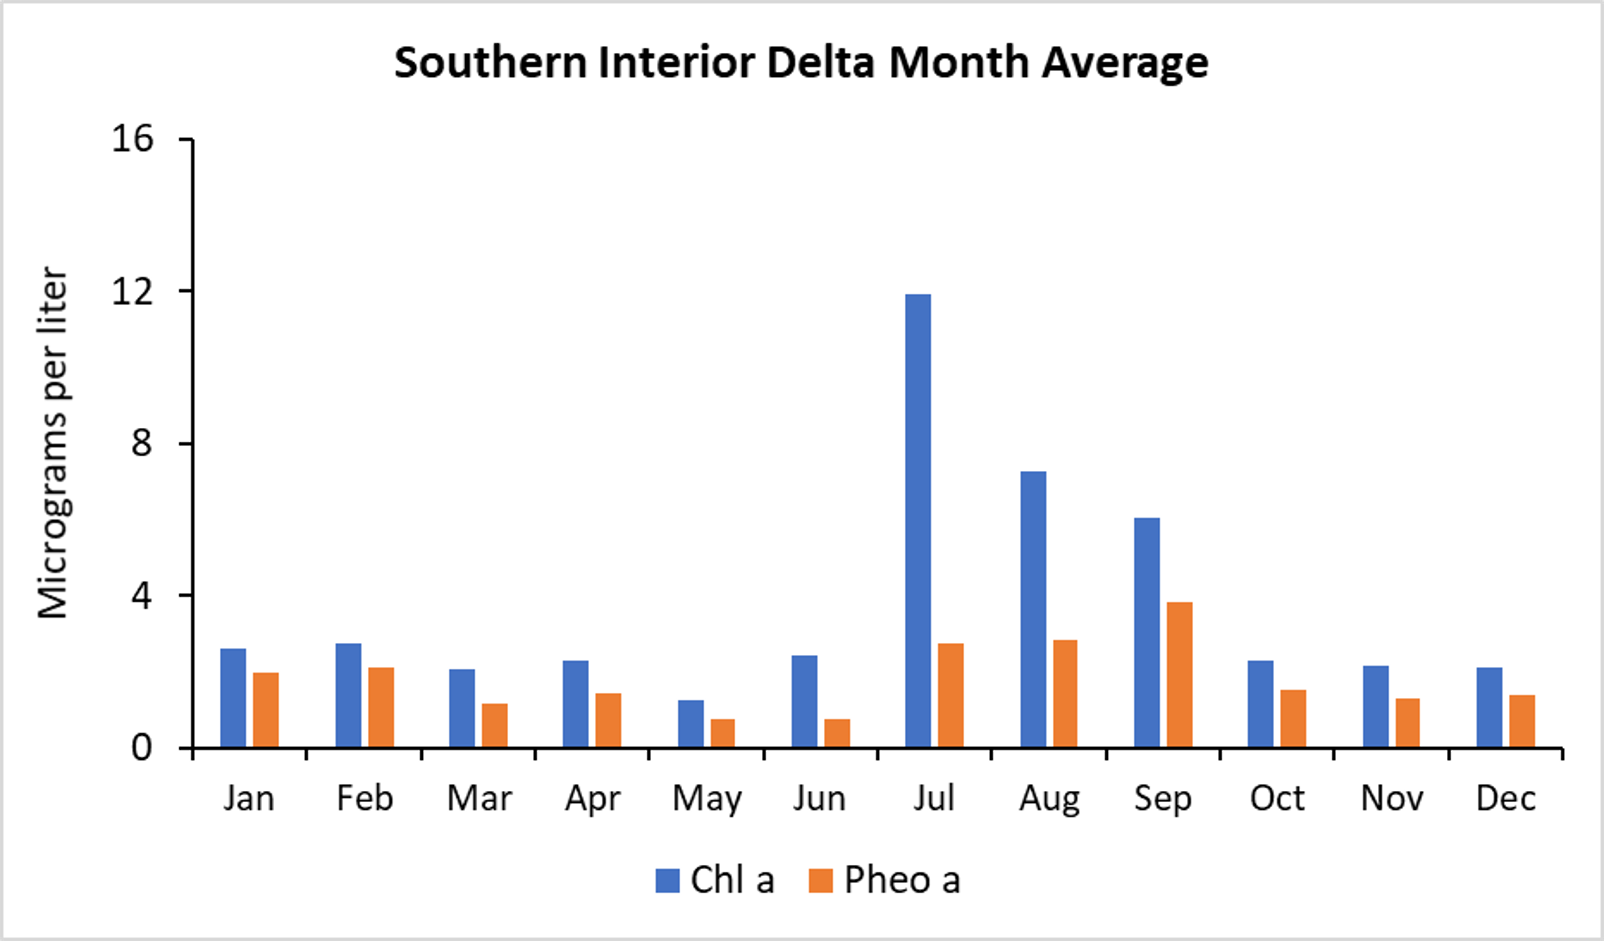 Southern Interior Delta Month Average
16
12
8
4
0
Micrograms per liter
Jan Feb Mar Apr May Jun Jul Aug Sep Oct Nov Dec
Chl a Pheo a